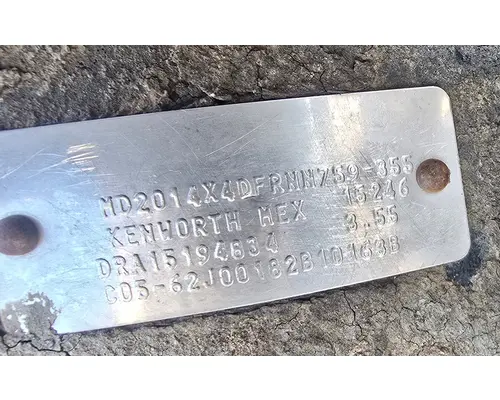 MD2014X4DFRNN759-355
KENWORTH HEX 15246
DRA15194634 3.55
C05-62J00182B10163B